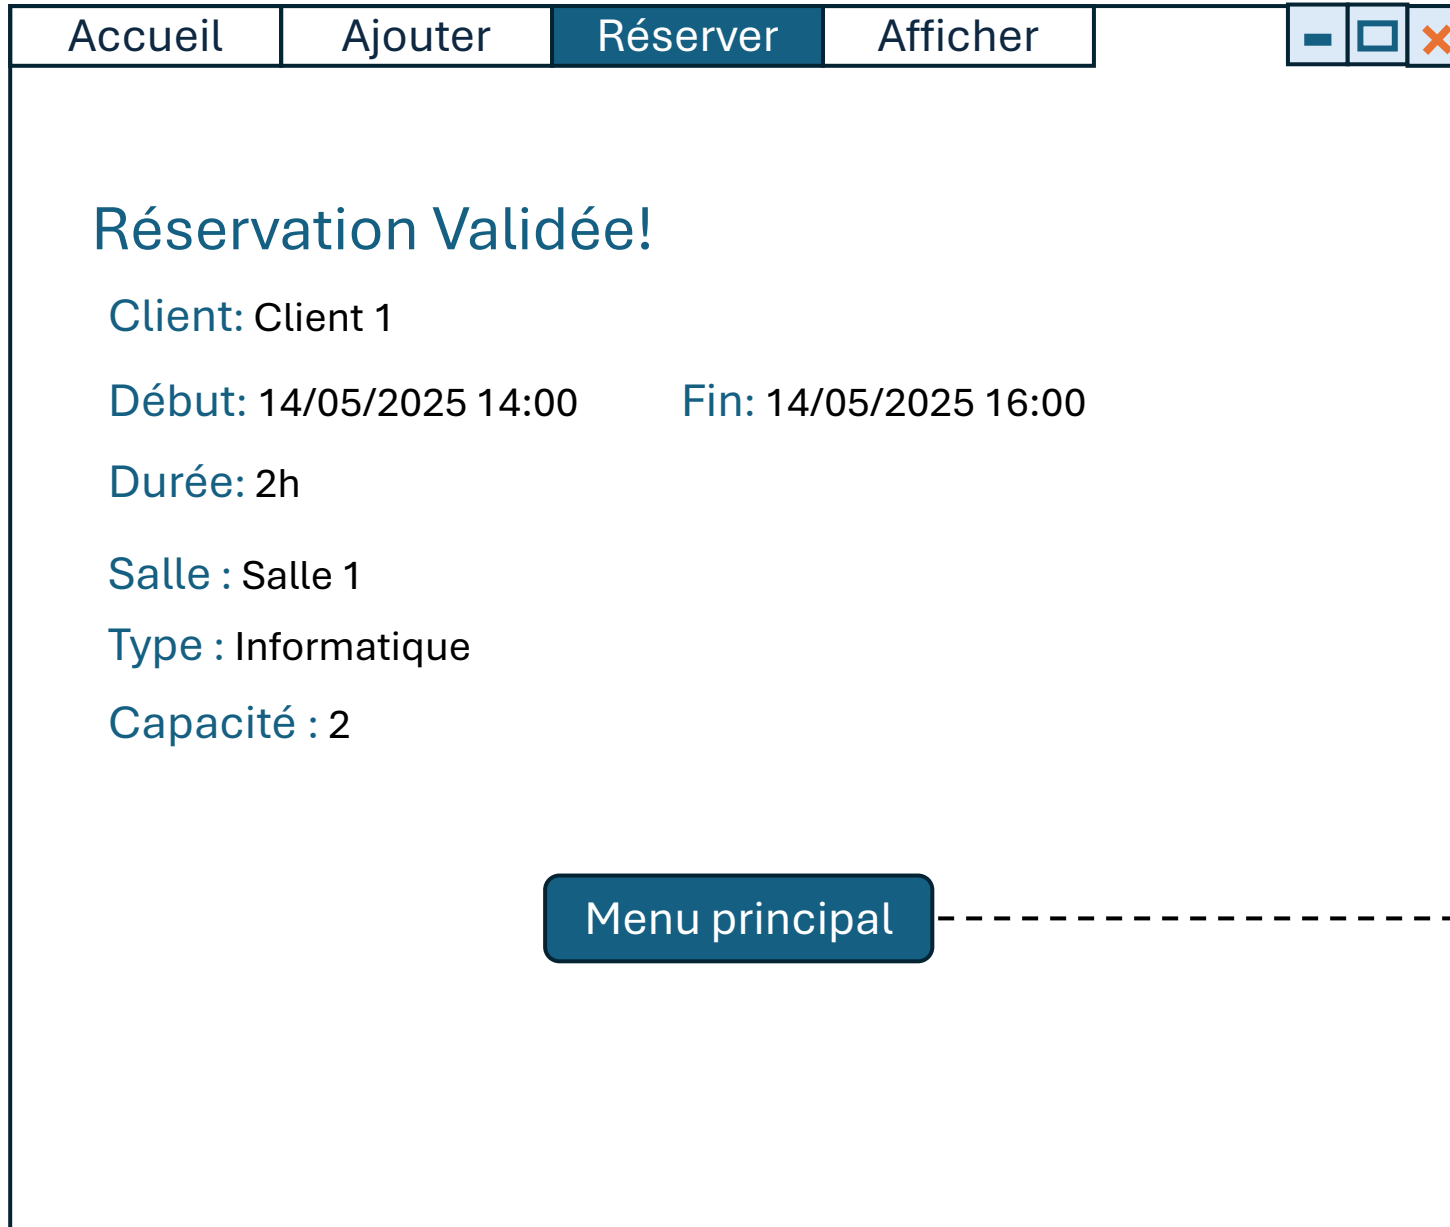 Accueil Ajouter Réserver Afficher
Réservation Validée!
Client: Client 1
Début: 14/05/2025 14:00 Fin: 14/05/2025 16:00
Durée: 2h
Salle : Salle 1
Type : Informatique
Capacité : 2
Menu principal